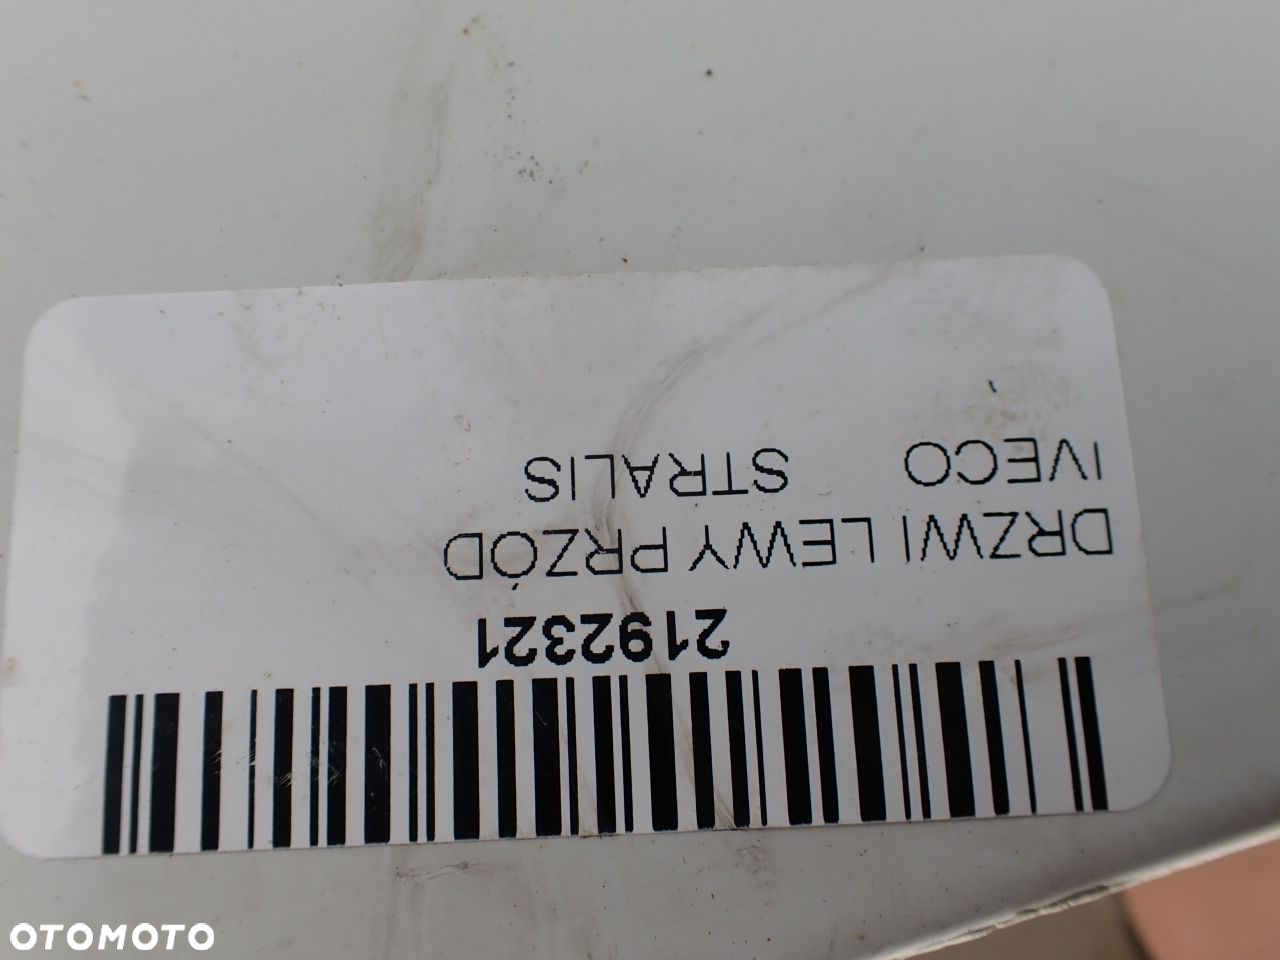 2192321
DRZWI LEWY PRZÓD
IVECO STRALIS
OTOMOTO